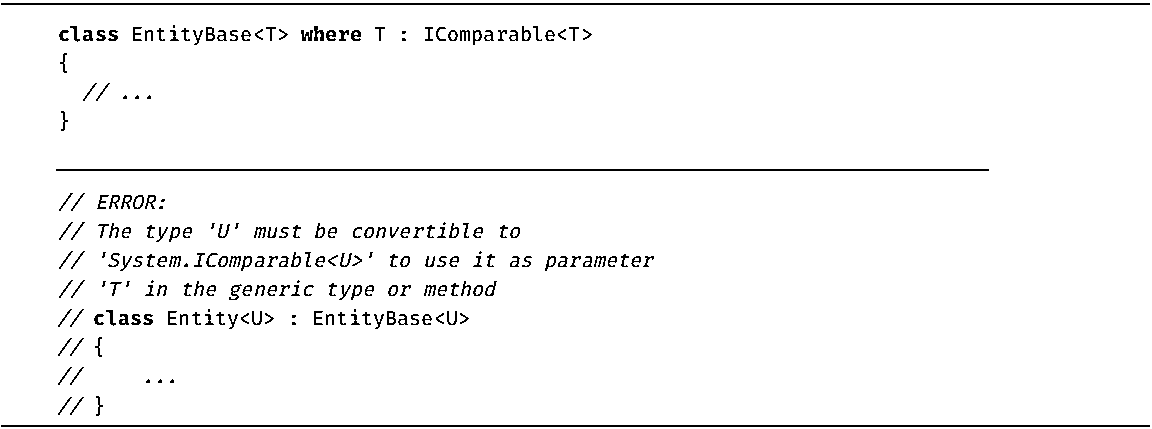 class EntityBase<T> where T : IComparable<T>
{
  // ...
}
// ERROR:
// The type 'U' must be convertible to
// 'System.IComparable<U>' to use it as parameter
// 'T' in the generic type or method
// class Entity<U> : EntityBase<U>
// {
//     ...
// }